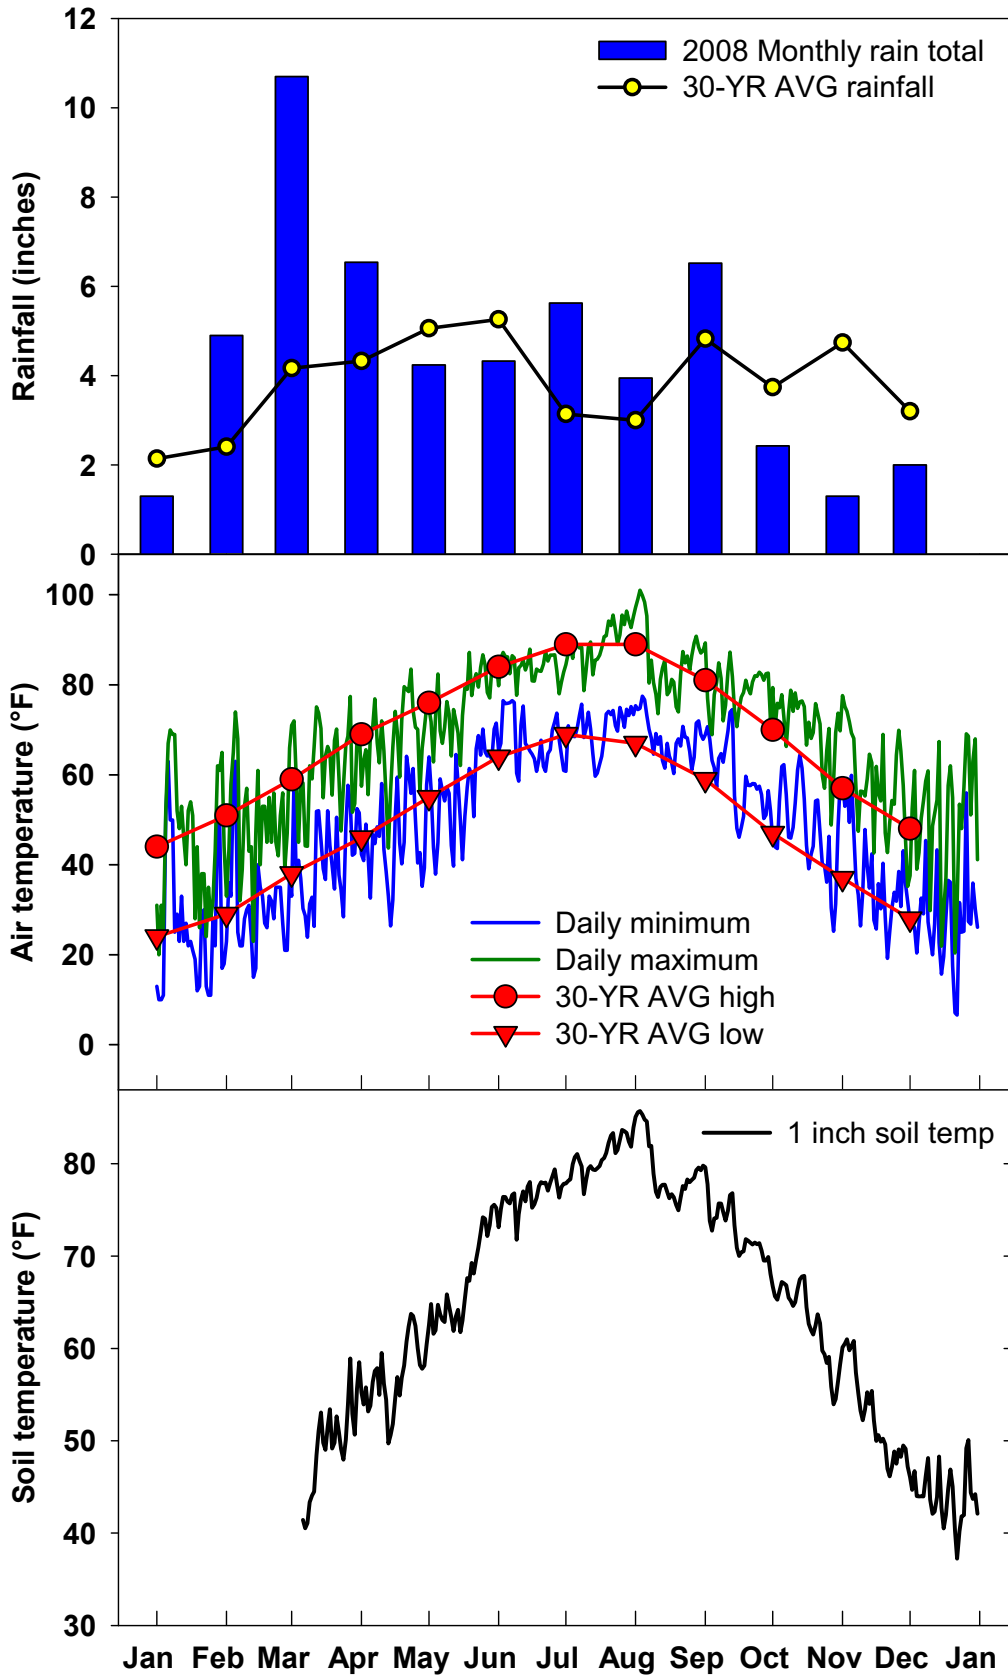 12
10
8
6
4
2
0
Rainfall (inches)
2008 Monthly rain total
30-YR AVG rainfall
100
80
60
40
20
0
Air temperature (°F)
Daily minimum
Daily maximum
30-YR AVG high
30-YR AVG low
80
70
60
50
40
30
Soil temperature (°F)
1 inch soil temp
Jan Feb Mar Apr May Jun Jul Aug Sep Oct Nov Dec Jan